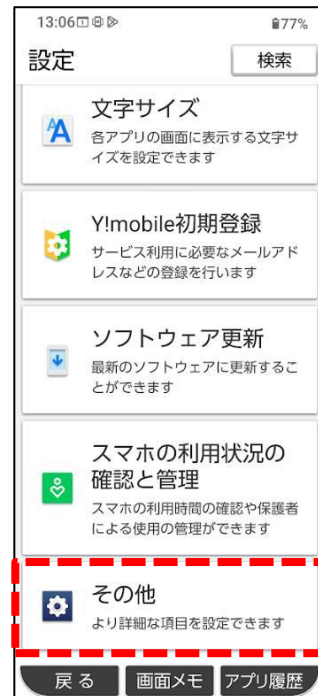 13:06 77%
設定 検索
文字サイズ
各アプリの画面に表示する文字サ
イズを設定できます
Y!mobile初期登録
サービス利用に必要なメールアド
レスなどの登録を行います
ソフトウェア更新
最新のソフトウェアに更新するこ
とができます
スマホの利用状況の
確認と管理
スマホの利用時間の確認や保護者
による使用の管理ができます
その他
より詳細な項目を設定できます
戻る 画面メモ アプリ履歴